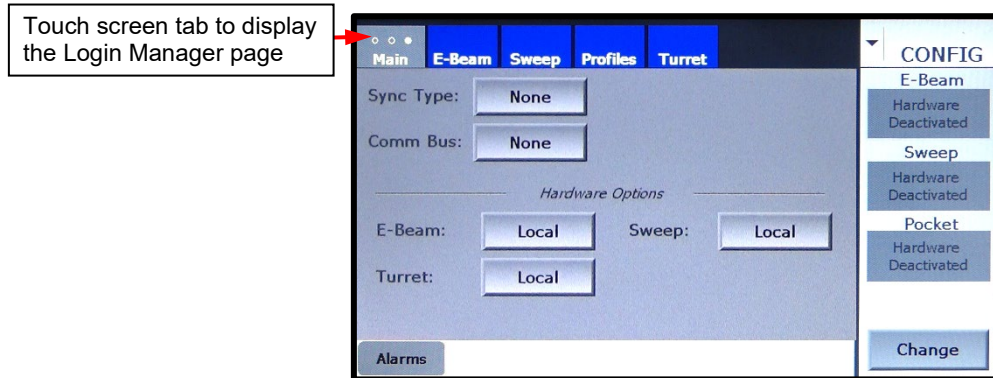 Touch screen tab to display
the Login Manager page
Main E-Beam Sweep Profiles Turret
Sync Type: None
Comm Bus: None
Hardware Options
E-Beam: Local Sweep: Local
Turret: Local
Alarms
CONFIG
E-Beam
Hardware
Deactivated
Sweep
Hardware
Deactivated
Pocket
Hardware
Deactivated
Change